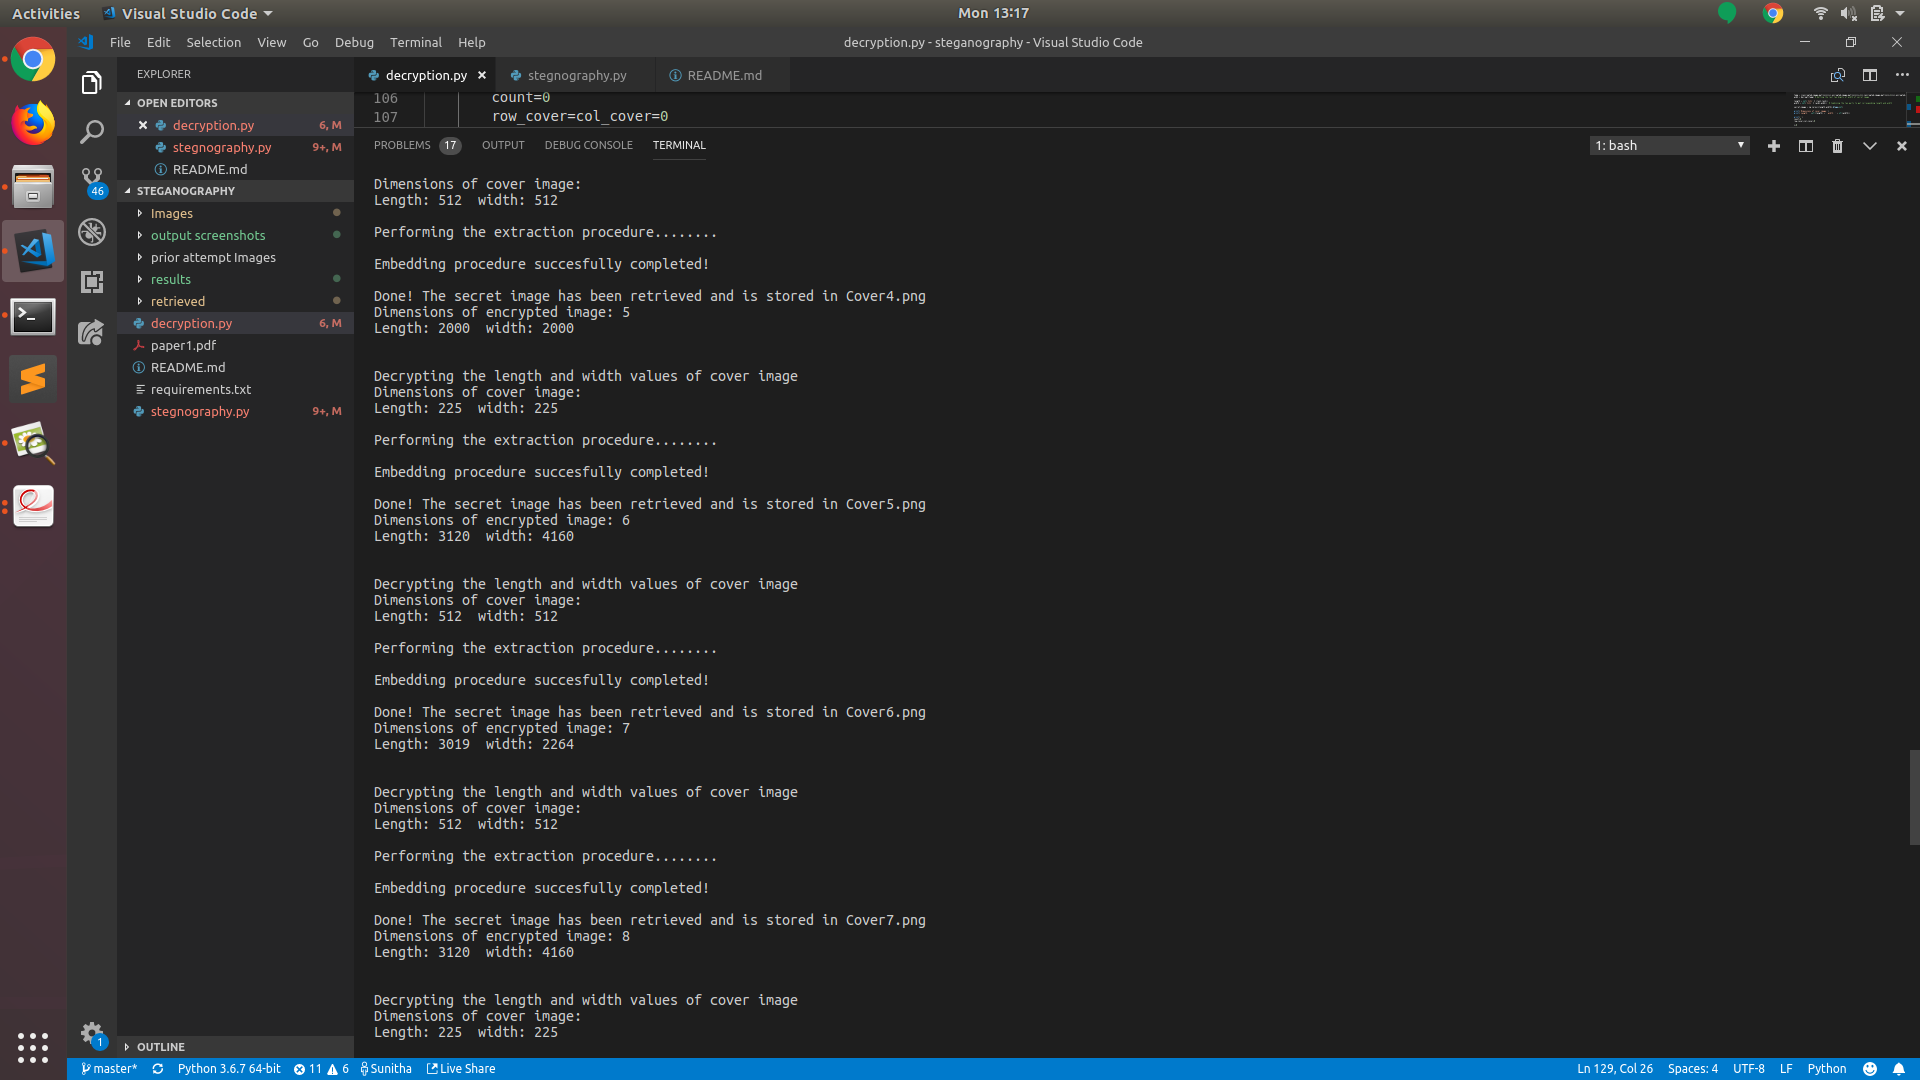 Activities
Visual Studio Code
Mon 13:17
File Edit Selection View Go Debug Terminal Help
decryption.py - steganography - Visual Studio Code
EXPLORER
OPEN EDITORS
decryption.py 6, M
stegnography.py 9+, M
README.md
46
STEGANOGRAPHY
Images
output screenshots
prior attempt Images
results
retrieved
decryption.py 6, M
paper1.pdf
README.md
requirements.txt
stegnography.py 9+, M
OUTLINE
1
decryption.py
stegnography.py
README.md
106 count=0
107 row_cover=col_cover=0
PROBLEMS 17 OUTPUT DEBUG CONSOLE TERMINAL
1: bash
Dimensions of cover image:
Length: 512 width: 512
Performing the extraction procedure........
Embedding procedure succesfully completed!
Done! The secret image has been retrieved and is stored in Cover4.png
Dimensions of encrypted image: 5
Length: 2000 width: 2000
Decrypting the length and width values of cover image
Dimensions of cover image:
Length: 225 width: 225
Performing the extraction procedure........
Embedding procedure succesfully completed!
Done! The secret image has been retrieved and is stored in Cover5.png
Dimensions of encrypted image: 6
Length: 3120 width: 4160
Decrypting the length and width values of cover image
Dimensions of cover image:
Length: 512 width: 512
Performing the extraction procedure........
Embedding procedure succesfully completed!
Done! The secret image has been retrieved and is stored in Cover6.png
Dimensions of encrypted image: 7
Length: 3019 width: 2264
Decrypting the length and width values of cover image
Dimensions of cover image:
Length: 512 width: 512
Performing the extraction procedure........
Embedding procedure succesfully completed!
Done! The secret image has been retrieved and is stored in Cover7.png
Dimensions of encrypted image: 8
Length: 3120 width: 4160
Decrypting the length and width values of cover image
Dimensions of cover image:
Length: 225 width: 225
master* Python 3.6.7 64-bit 11 6 Sunitha Live Share
Ln 129, Col 26 Spaces: 4 UTF-8 LF Python